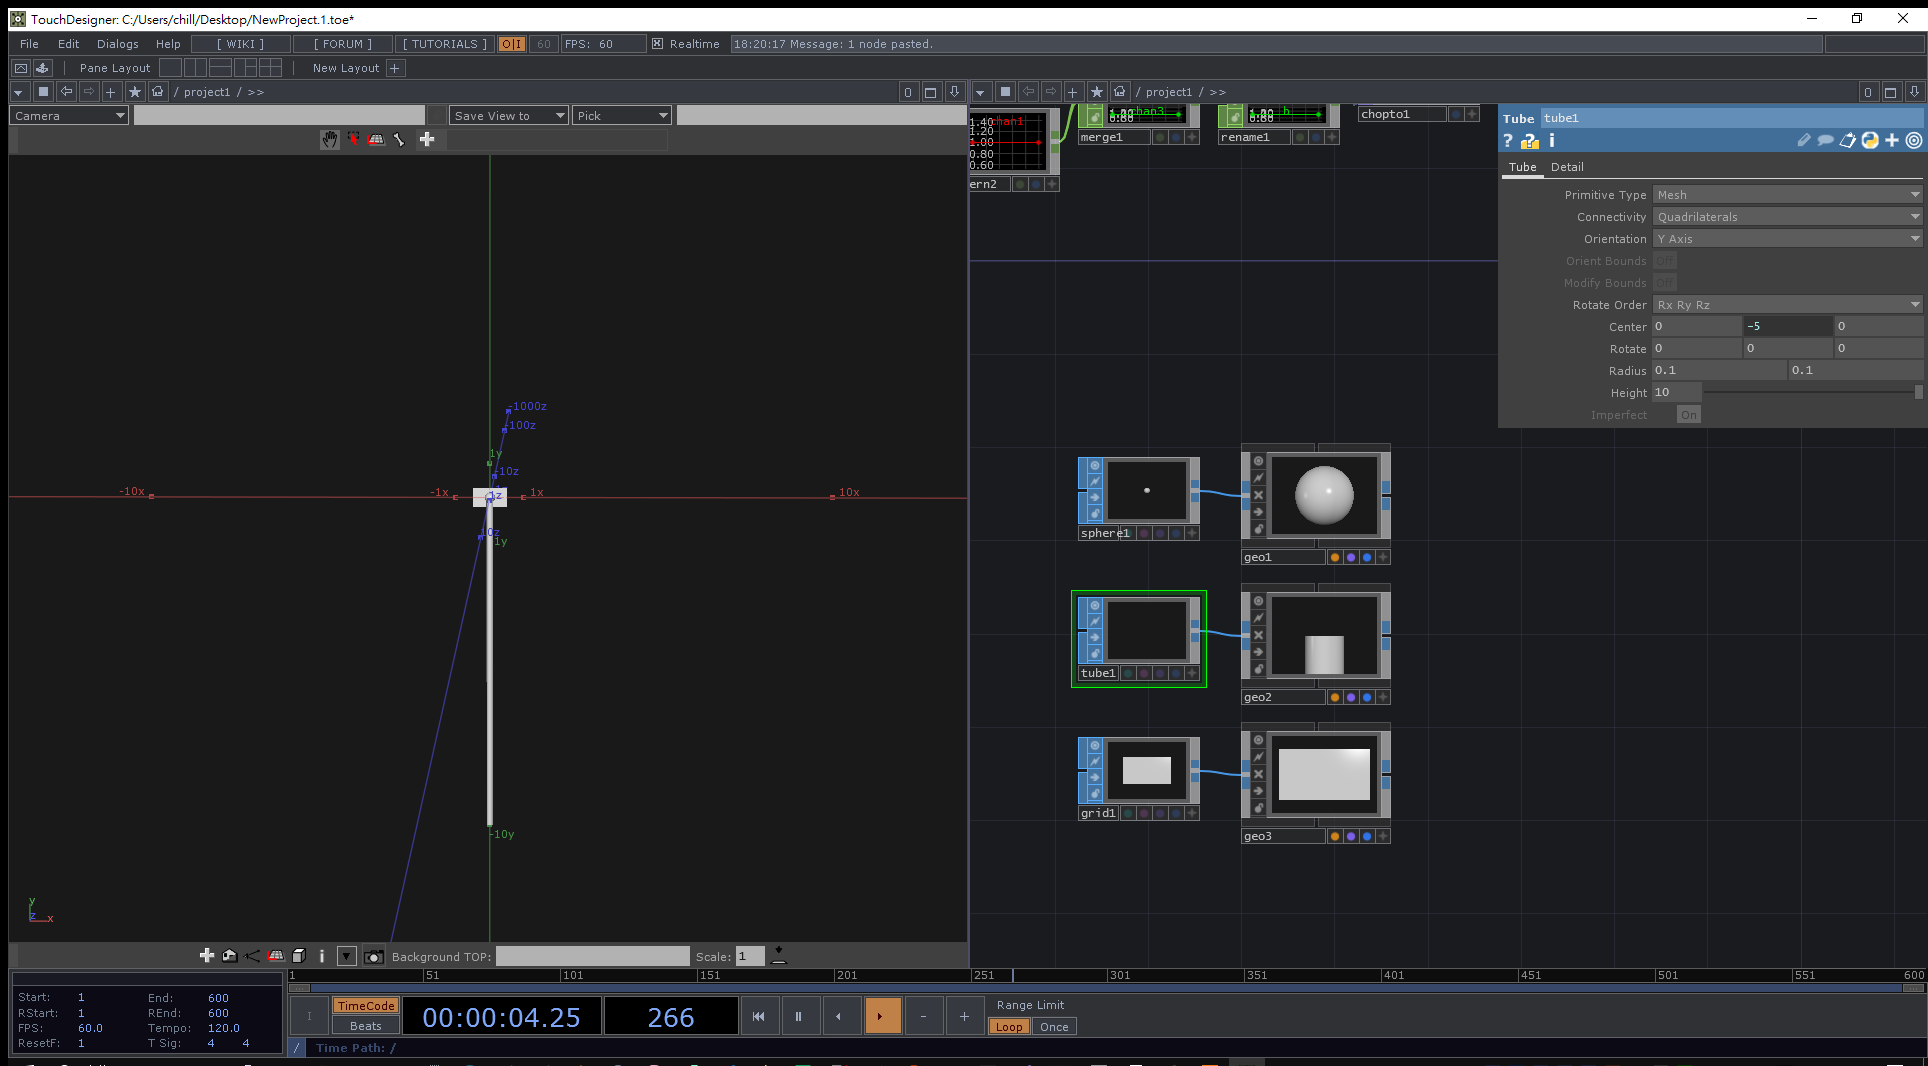 TouchDesigner: C:/Users/chill/Desktop/NewProject.1.toe*
File Edit Dialogs Help [ WIKI ] [ FORUM ] [ TUTORIALS ] O|I 60 FPS: 60 Realtime 18:20:17 Message: 1 node pasted.
Pane Layout New Layout +
/ project1 / >> 0
/ project1 / >> 0
Camera Save View to Pick
-1000z
-100z
1y
-10z
-10x -1x 1z 1x 10x
10z
-1y
-10y
y
z x
1.40 chan1
1.20
1.00
0.80
0.60
ern2
chan3
0.80
merge1
h
0.80
rename1
chopto1
Tube tube1
? i
Tube Detail
Primitive Type Mesh
Connectivity Quadrilaterals
Orientation Y Axis
Orient Bounds Off
Modify Bounds Off
Rotate Order Rx Ry Rz
Center 0 -5 0
Rotate 0 0 0
Radius 0.1 0.1
Height 10
Imperfect On
sphere1
geo1
tube1
geo2
grid1
geo3
Background TOP: Scale: 1
1 51 101 151 201 251 301 351 401 451 501 551 600
Start: 1 End: 600
RStart: 1 REnd: 600
FPS: 60.0 Tempo: 120.0
ResetF: 1 T Sig: 4 4
TimeCode
Beats
00:00:04.25 266
Range Limit
Loop Once
/ Time Path: /